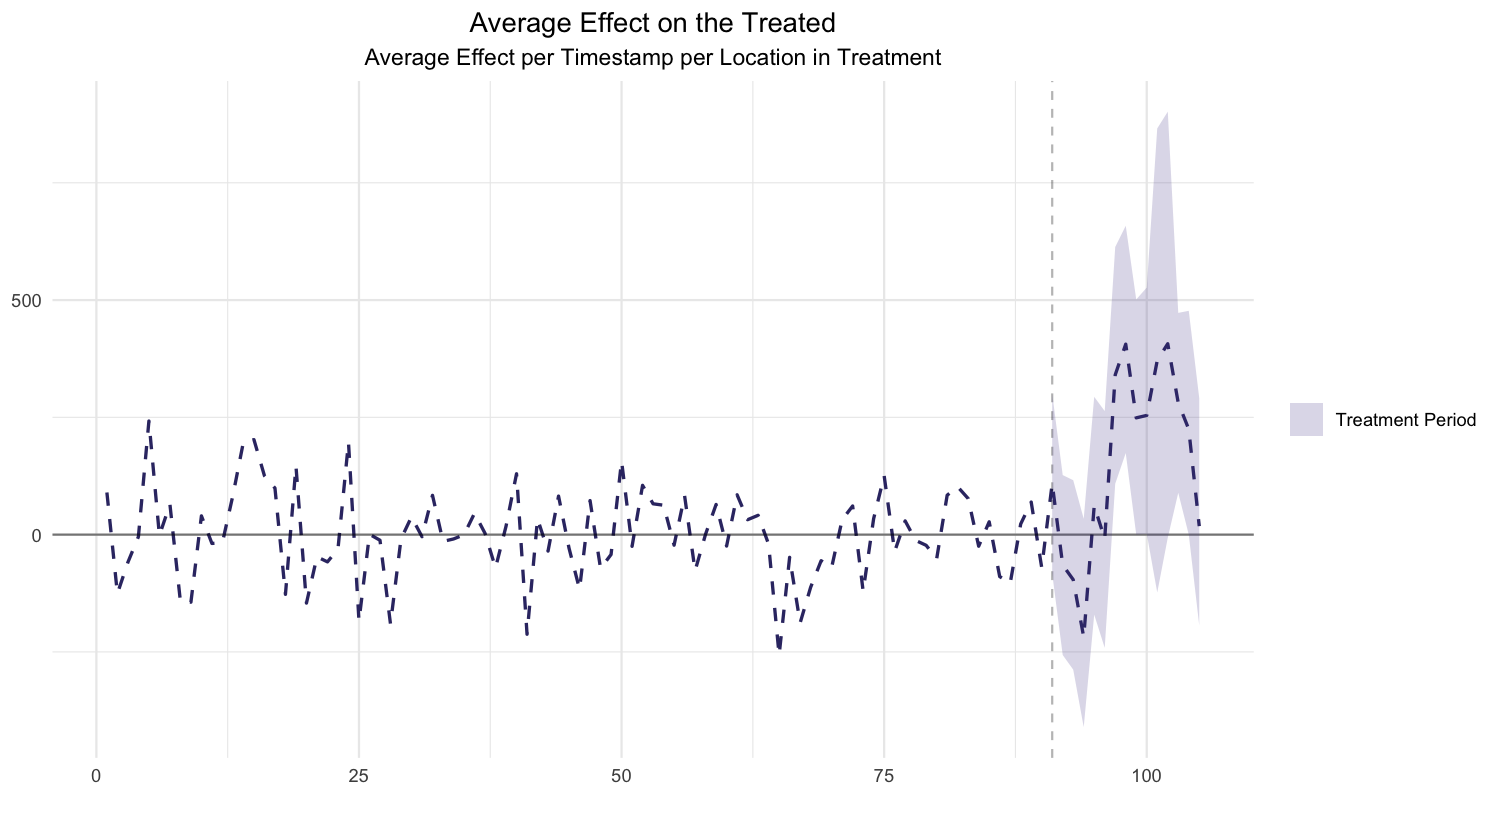 Average Effect on the Treated
Average Effect per Timestamp per Location in Treatment
500
0
Treatment Period
0 25 50 75 100